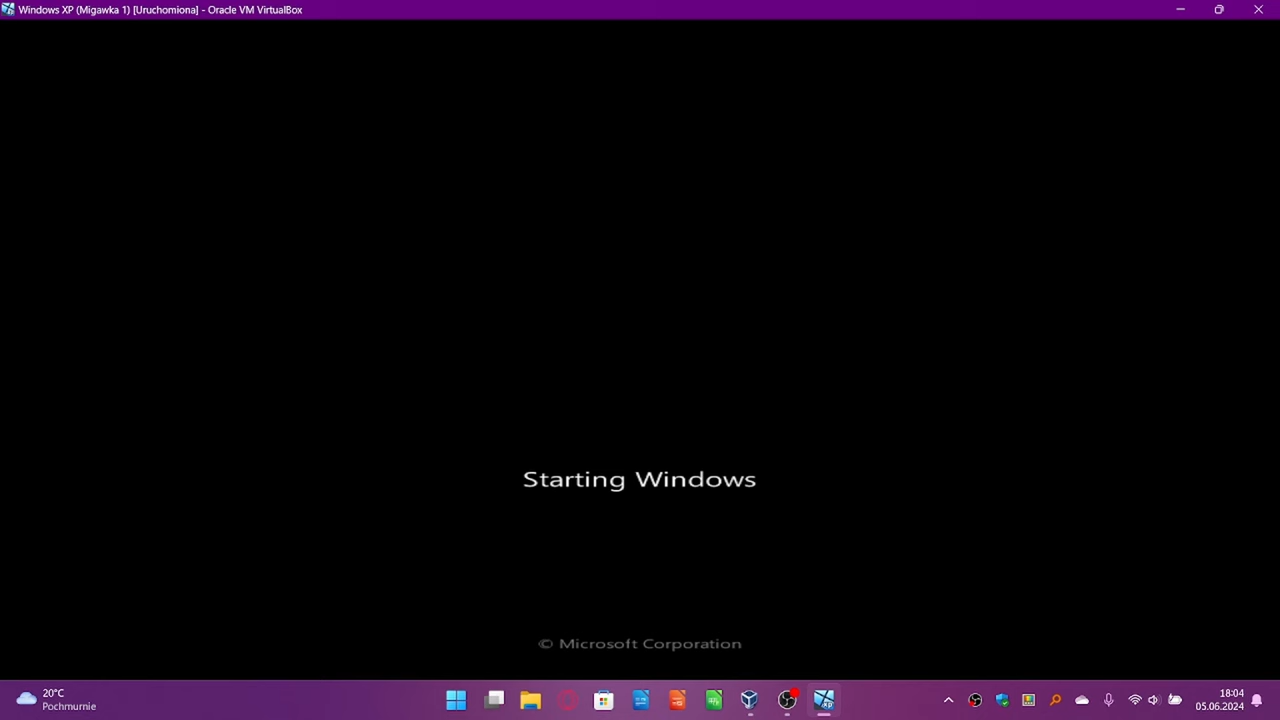 Windows XP (Migawka 1) [Uruchomiona] - Oracle VM VirtualBox
Starting Windows
© Microsoft Corporation
20°C
Pochmurnie
18:04
05.06.2024